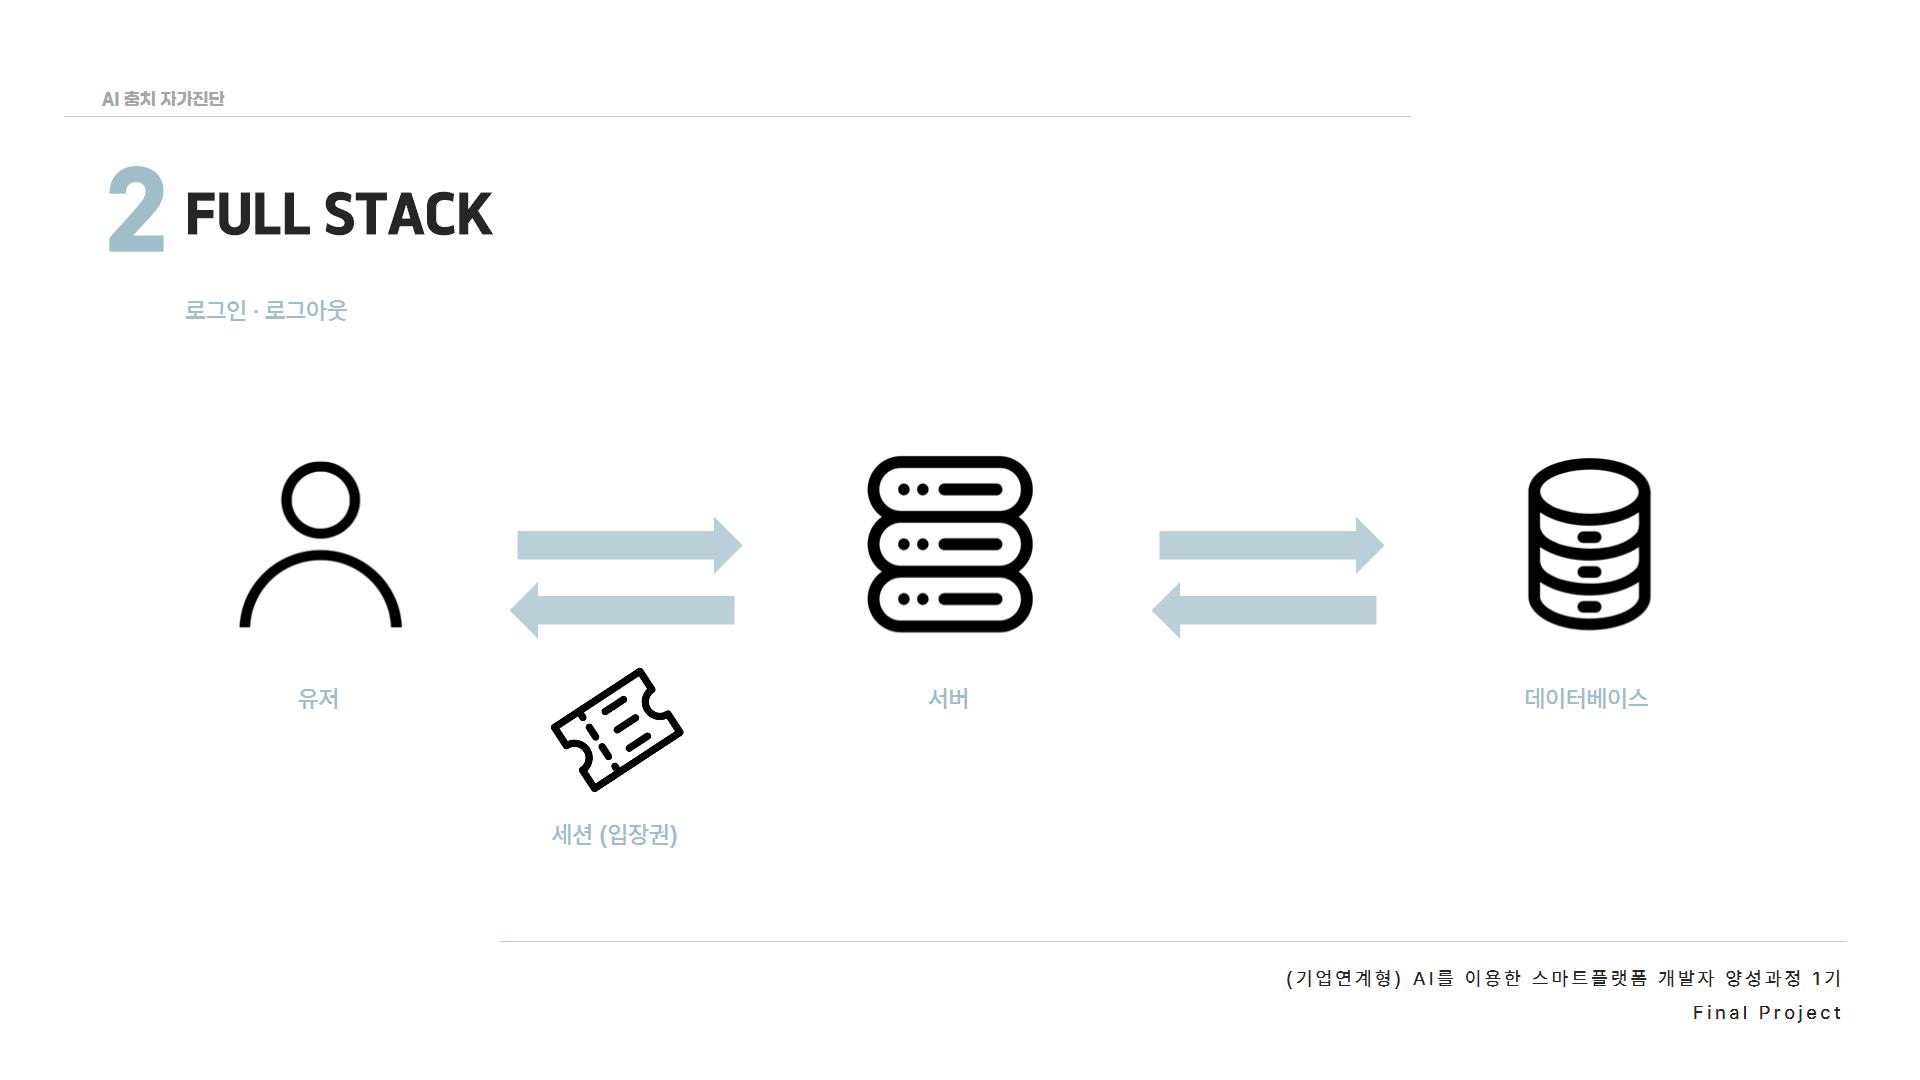 AI 충치 자가진단
2 FULL STACK
로그인 · 로그아웃
유저
서버
데이터베이스
세션 (입장권)
(기업연계형) AI를 이용한 스마트플랫폼 개발자 양성과정 1기
Final Project